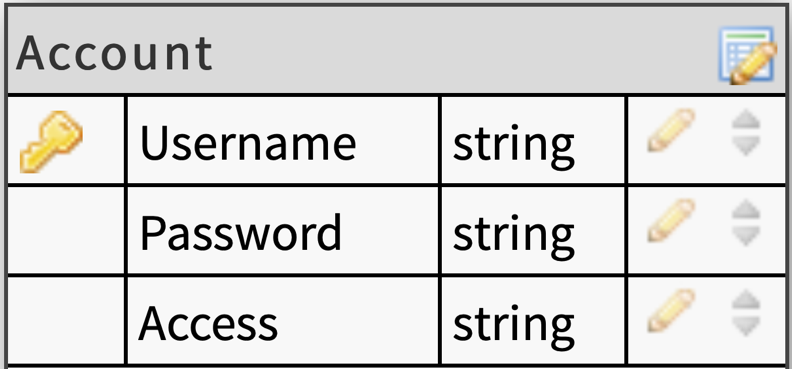 Account
Username string
Password string
Access string